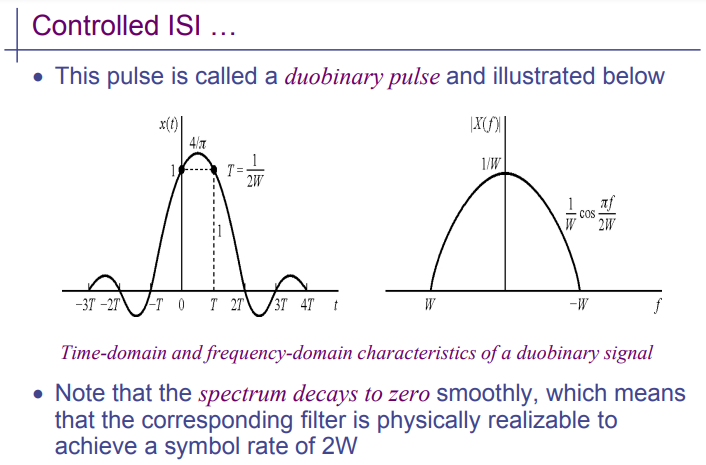 Controlled ISI …
• This pulse is called a duobinary pulse and illustrated below
x(t)
4/π
1
T = 1/2W
1
-3T -2T -T 0 T 2T 3T 4T t
|X(f)|
1/W
1/W cos πf/2W
W -W f
Time-domain and frequency-domain characteristics of a duobinary signal
• Note that the spectrum decays to zero smoothly, which means
that the corresponding filter is physically realizable to
achieve a symbol rate of 2W